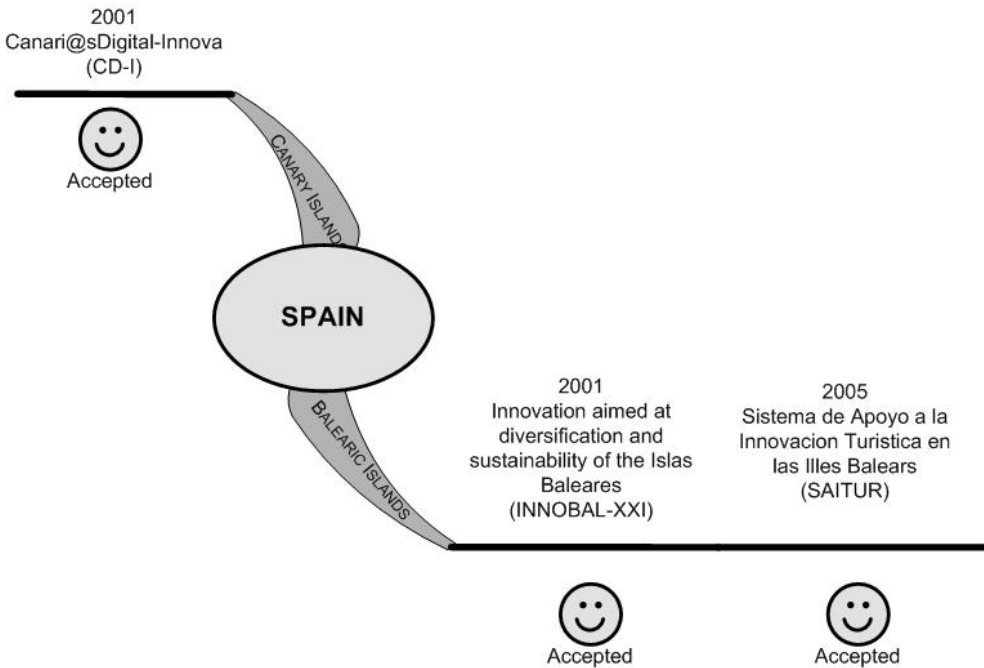 2001
Canari@sDigital-Innova
(CD-I)
Accepted
CANARY ISLANDS
SPAIN
BALEARIC ISLANDS
2001
Innovation aimed at
diversification and
sustainability of the Islas
Baleares
(INNOBAL-XXI)
Accepted
2005
Sistema de Apoyo a la
Innovacion Turistica en
las Illes Balears
(SAITUR)
Accepted